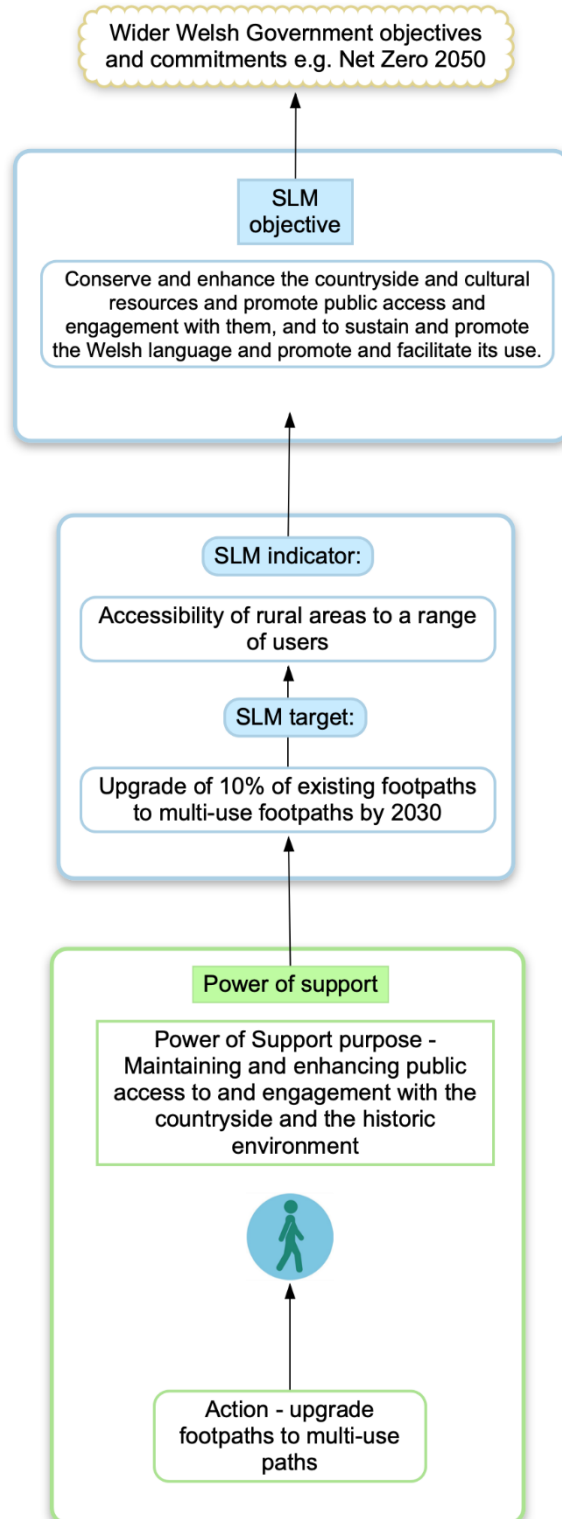 Wider Welsh Government objectives
and commitments e.g. Net Zero 2050
SLM
objective
Conserve and enhance the countryside and cultural
resources and promote public access and
engagement with them, and to sustain and promote
the Welsh language and promote and facilitate its use.
SLM indicator:
Accessibility of rural areas to a range
of users
SLM target:
Upgrade of 10% of existing footpaths
to multi-use footpaths by 2030
Power of support
Power of Support purpose -
Maintaining and enhancing public
access to and engagement with the
countryside and the historic
environment
Action - upgrade
footpaths to multi-use
paths